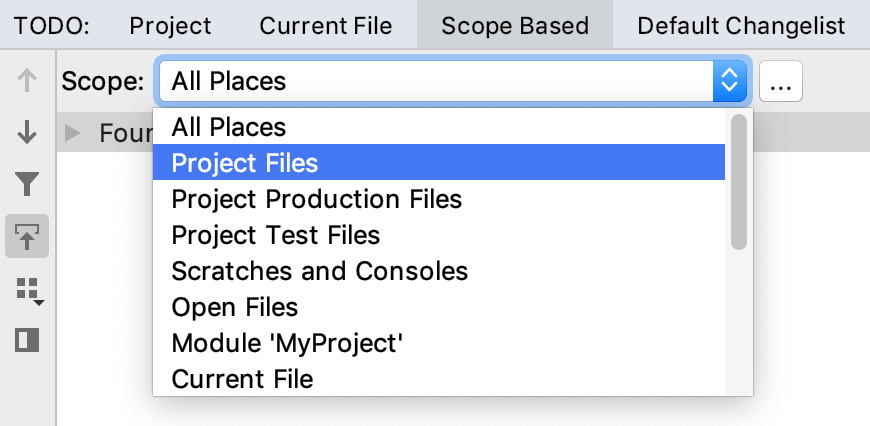 TODO: Project Current File Scope Based Default Changelist
Scope: All Places ...
All Places
Project Files
Project Production Files
Project Test Files
Scratches and Consoles
Open Files
Module 'MyProject'
Current File